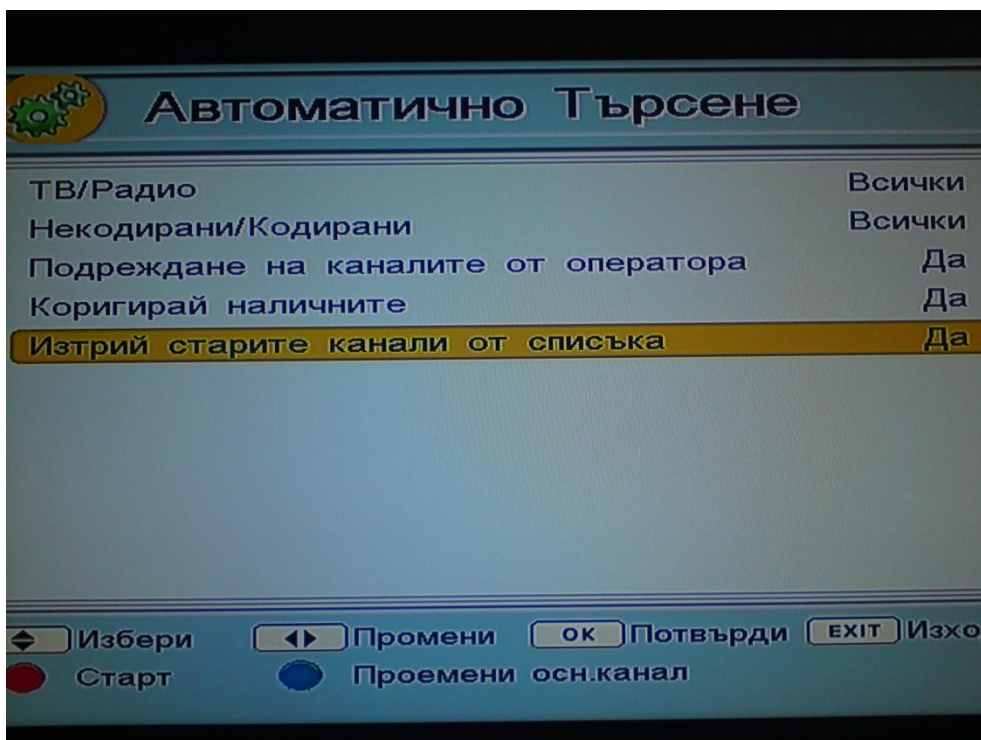 Автоматично Търсене
ТВ/Радио Всички
Некодирани/Кодирани Всички
Подреждане на каналите от оператора Да
Коригирай наличните Да
Изтрий старите канали от списъка Да
Избери Промени OK Потвърди EXIT Изхо
Старт Проемени осн.канал